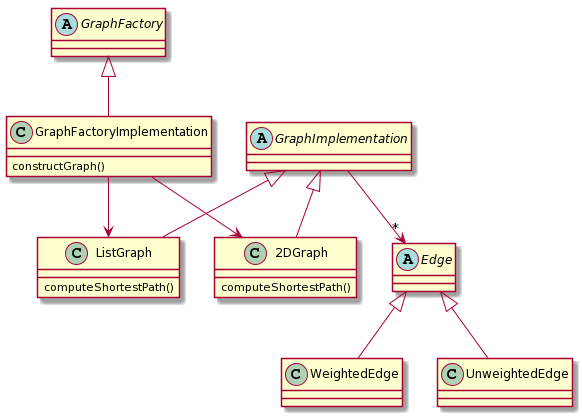 A GraphFactory
C GraphFactoryImplementation
constructGraph()
A GraphImplementation
C ListGraph
computeShortestPath()
C 2DGraph
computeShortestPath()
*
A Edge
C WeightedEdge
C UnweightedEdge